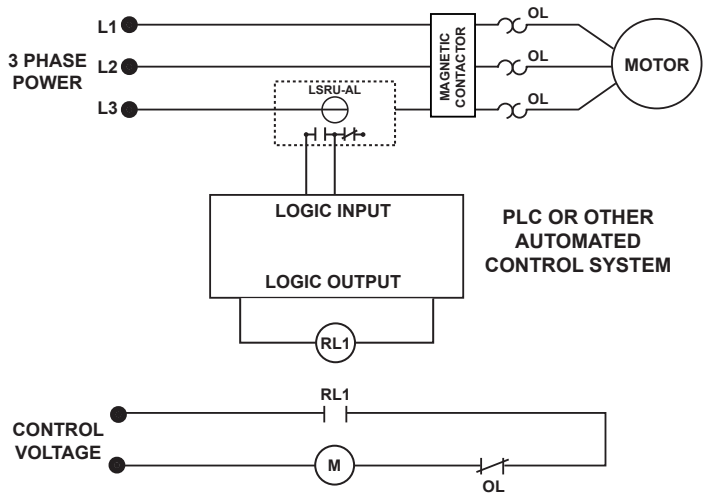 OL
L1
3 PHASE
POWER
L2
OL
MAGNETIC
CONTACTOR
MOTOR
LSRU-AL
L3
OL
LOGIC INPUT
PLC OR OTHER
AUTOMATED
CONTROL SYSTEM
LOGIC OUTPUT
RL1
RL1
CONTROL
VOLTAGE
M
OL